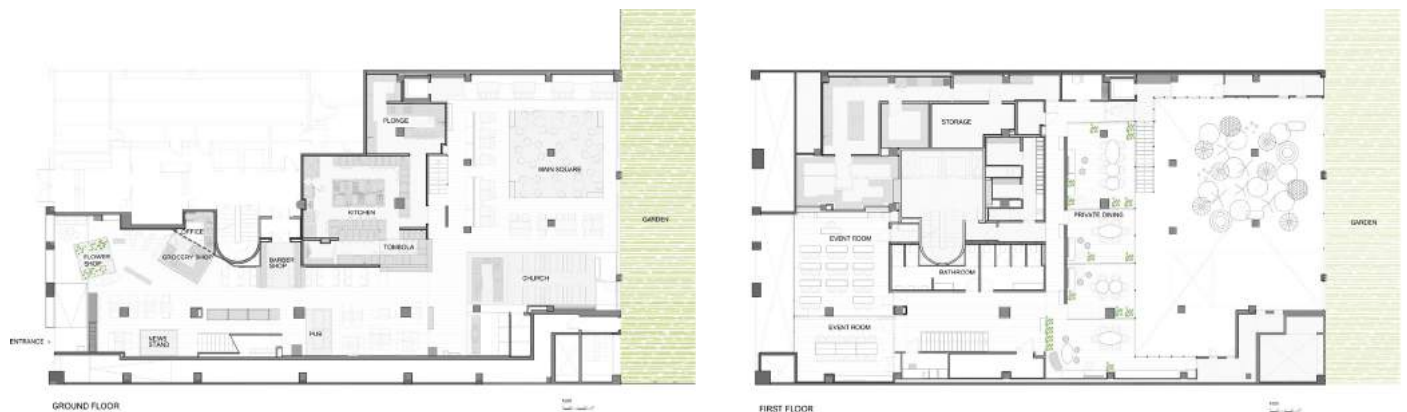 PLONGE
MAIN SQUARE
KITCHEN
GARDEN
OFFICE
FLOWER
SHOP
GROCERY SHOP
BARBER
SHOP
TOMBOLA
CHURCH
ENTRANCE
NEWS
STAND
PUB
GROUND FLOOR
STORAGE
PRIVATE DINING
GARDEN
EVENT ROOM
BATHROOM
EVENT ROOM
FIRST FLOOR